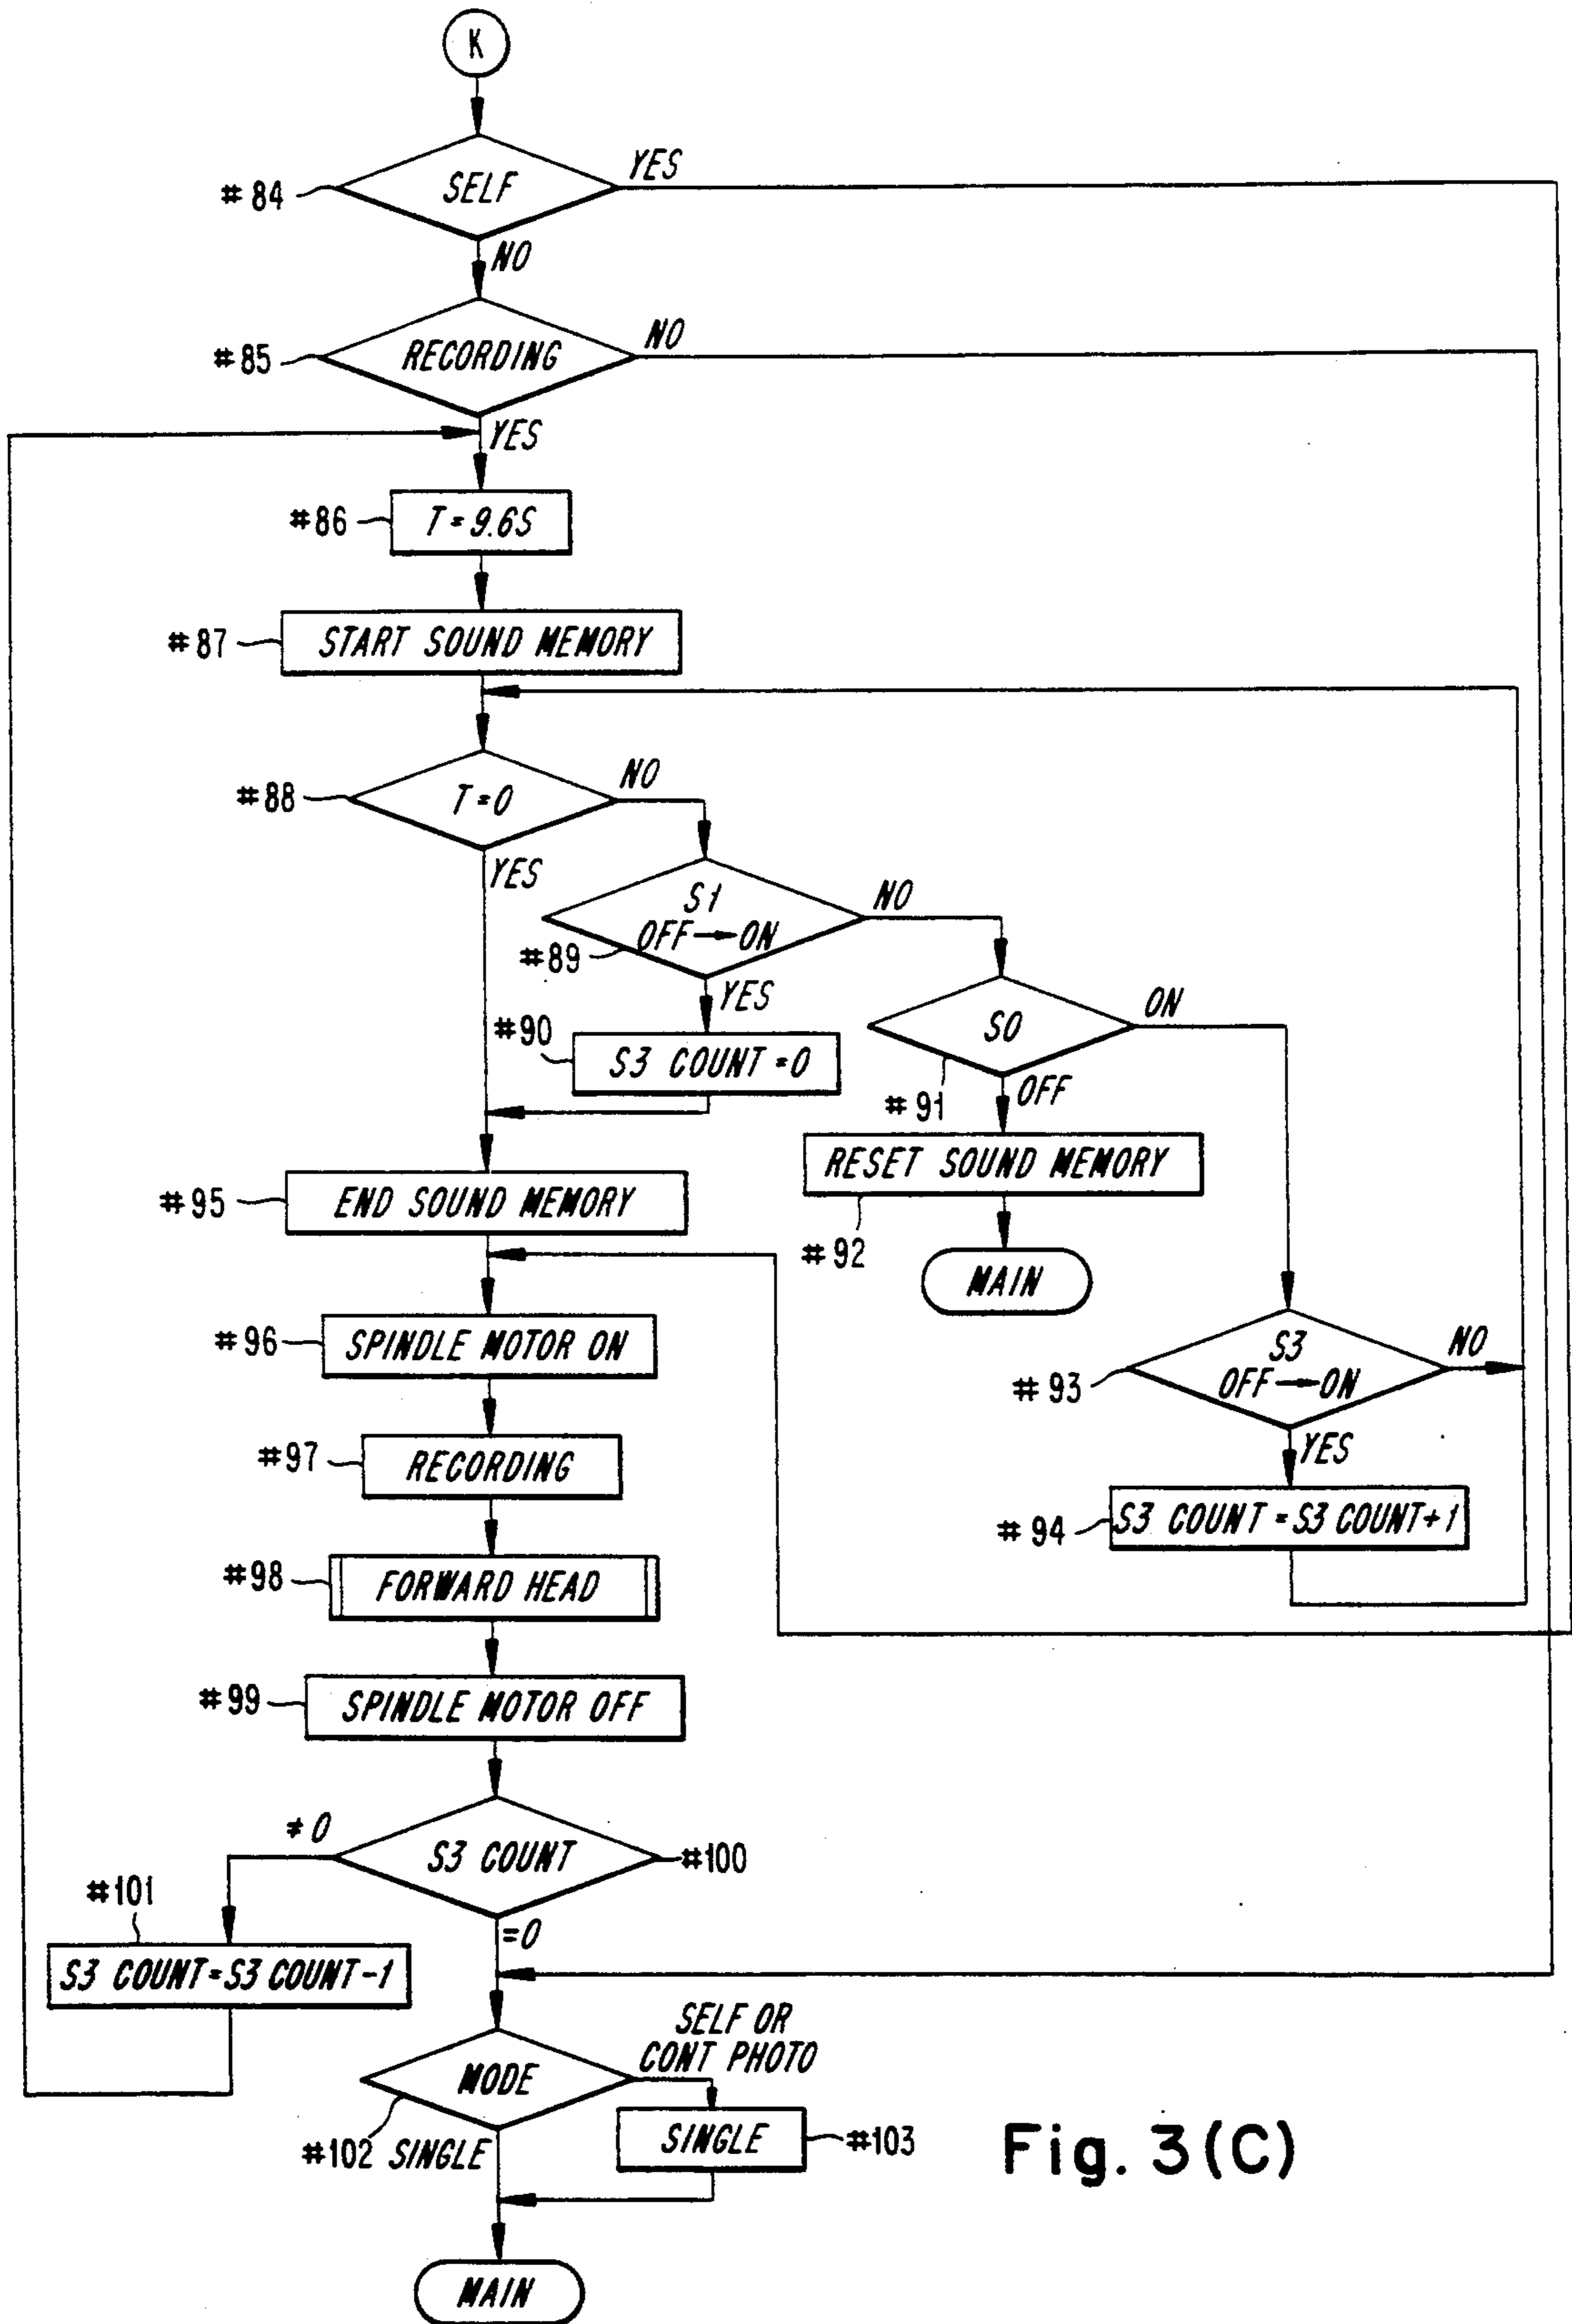 K
#84
SELF
YES
NO
#85
RECORDING
NO
YES
#86
T=9.6S
#87
START SOUND MEMORY
#88
T=0
NO
YES
S1
OFF→ON
#89
NO
YES
#90
S3 COUNT=0
S0
ON
#91
OFF
RESET SOUND MEMORY
#92
MAIN
#95
END SOUND MEMORY
#96
SPINDLE MOTOR ON
S3
OFF→ON
#93
NO
YES
#94
S3 COUNT=S3 COUNT+1
#97
RECORDING
#98
FORWARD HEAD
#99
SPINDLE MOTOR OFF
≠0
S3 COUNT
#100
=0
#101
S3 COUNT=S3 COUNT-1
MODE
SELF OR
CONT PHOTO
#102
SINGLE
SINGLE
#103
MAIN
Fig. 3(C)